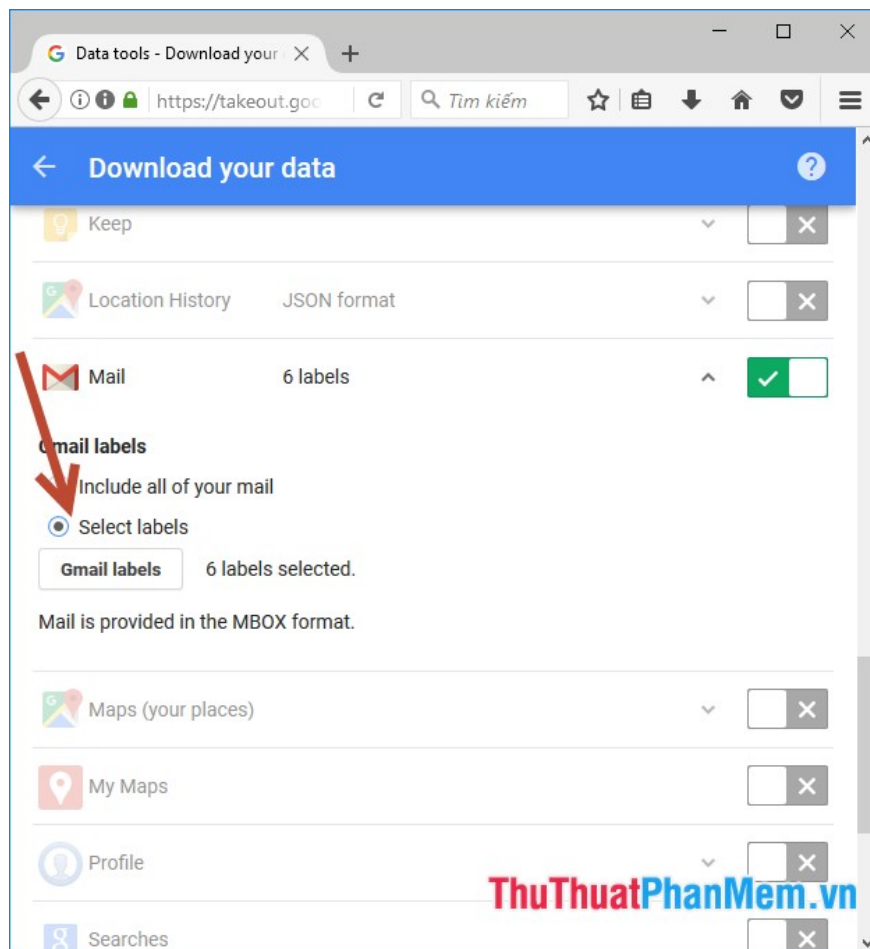 Data tools - Download your
https://takeout.goo
Tìm kiếm
Download your data
Keep
Location History JSON format
Mail 6 labels
Gmail labels
Include all of your mail
Select labels
Gmail labels 6 labels selected.
Mail is provided in the MBOX format.
Maps (your places)
My Maps
Profile
ThuThuatPhanMem.vn
Searches